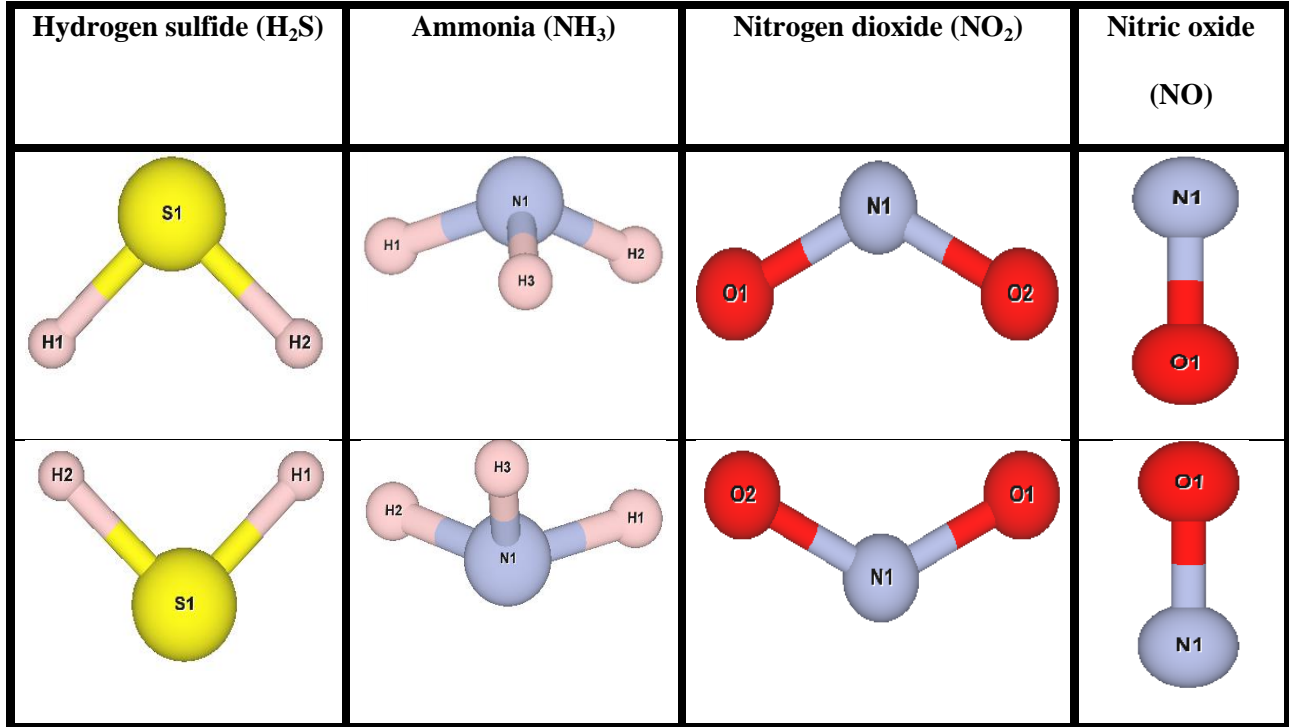 Hydrogen sulfide (H₂S)
Ammonia (NH₃)
Nitrogen dioxide (NO₂)
Nitric oxide
(NO)
S1
H1
H2
N1
H1
H2
H3
N1
O1
O2
N1
O1
H2
H1
S1
H3
H2
H1
N1
O2
O1
N1
O1
N1